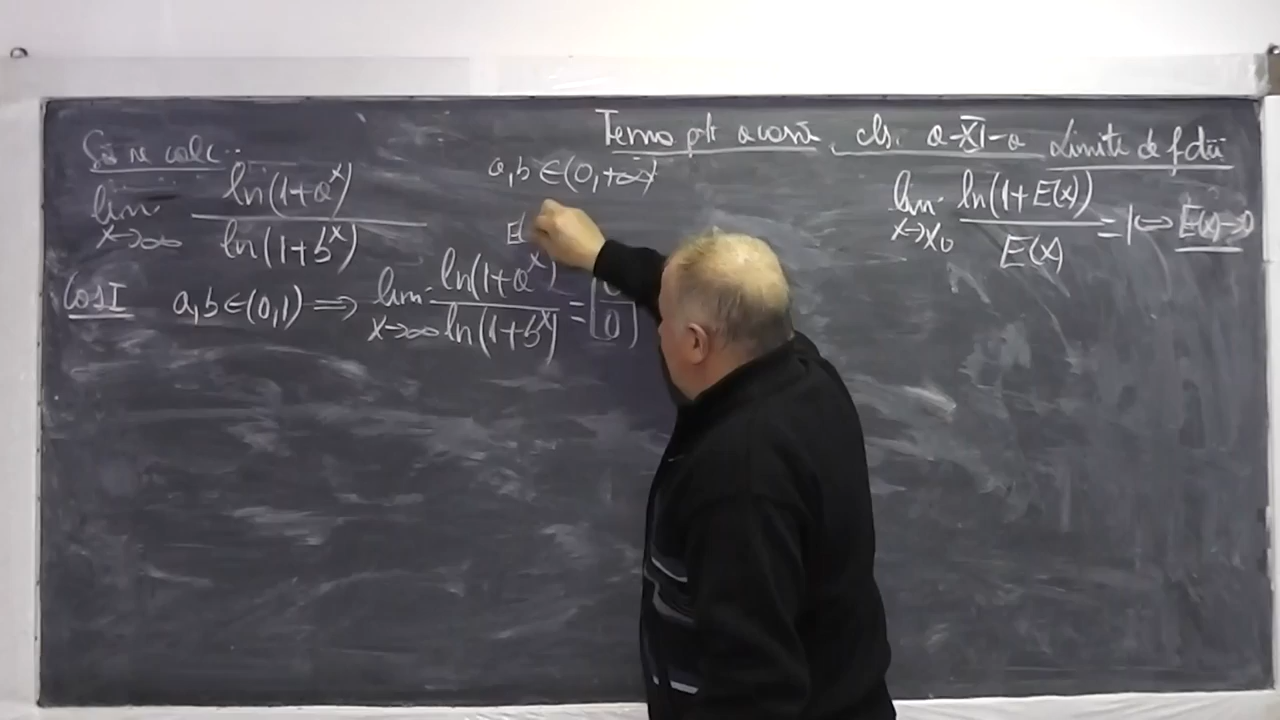 Temă pt acasă, cls. a-XI-a Limite de fcții
Să se calc:
lim x→∞ ln(1+a^x) / ln(1+b^x)
a,b ∈ (0,+∞)
E(
lim x→x₀ ln(1+E(x)) / E(x) = 1 ⇔ E(x)→0
Caz I a,b ∈ (0,1) ⇒ lim x→∞ ln(1+a^x) / ln(1+b^x) = [0/0]